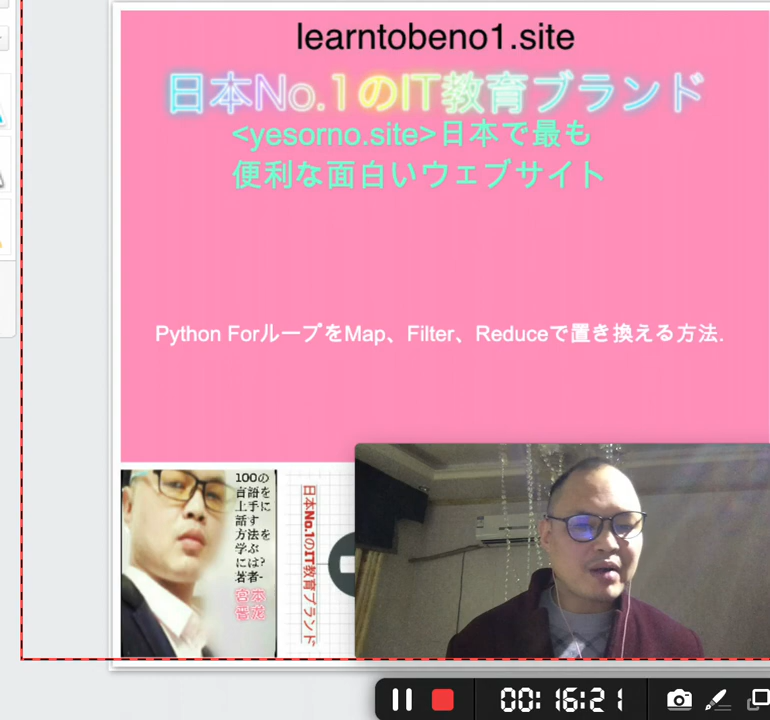 learntobeno1.site
日本No.1のIT教育ブランド
<yesorno.site>日本で最も
便利な面白いウェブサイト
Python ForループをMap、Filter、Reduceで置き換える方法.
100の
言語を
上手に
話す
方法を
学ぶ
には?
著者-
日本No.1のIT教育ブランド
00:16:21